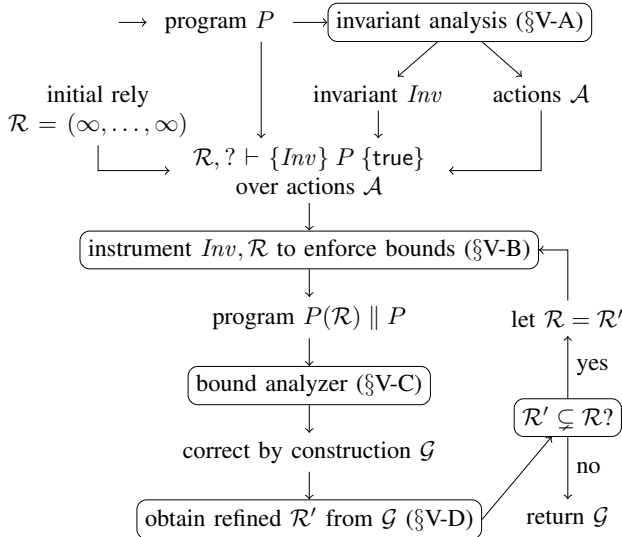 program P
invariant analysis (§V-A)
initial rely
R = (∞, . . . , ∞)
invariant Inv
actions A
R, ? ⊢ {Inv} P {true}
over actions A
instrument Inv, R to enforce bounds (§V-B)
program P(R) ∥ P
let R = R′
bound analyzer (§V-C)
yes
R′ ⊊ R?
correct by construction G
no
obtain refined R′ from G (§V-D)
return G